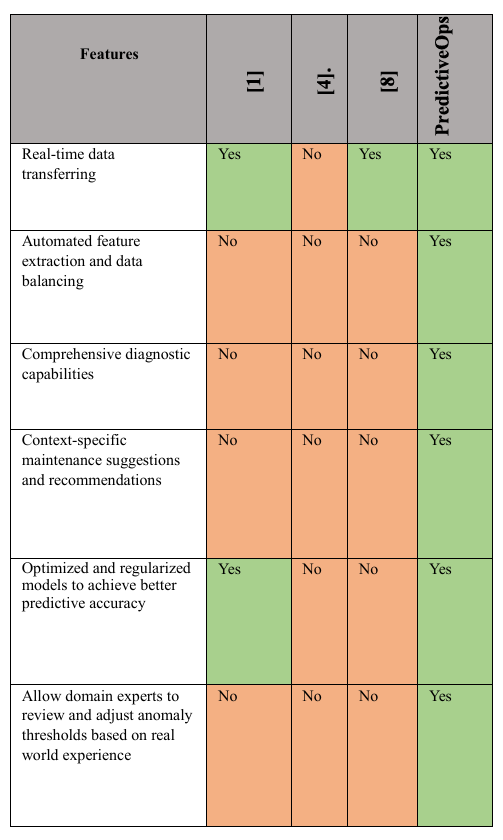 Features
[1]
[4].
[8]
PredictiveOps
Real-time data
transferring
Yes
No
Yes
Yes
Automated feature
extraction and data
balancing
No
No
No
Yes
Comprehensive diagnostic
capabilities
No
No
No
Yes
Context-specific
maintenance suggestions
and recommendations
No
No
No
Yes
Optimized and regularized
models to achieve better
predictive accuracy
Yes
No
No
Yes
Allow domain experts to
review and adjust anomaly
thresholds based on real
world experience
No
No
No
Yes